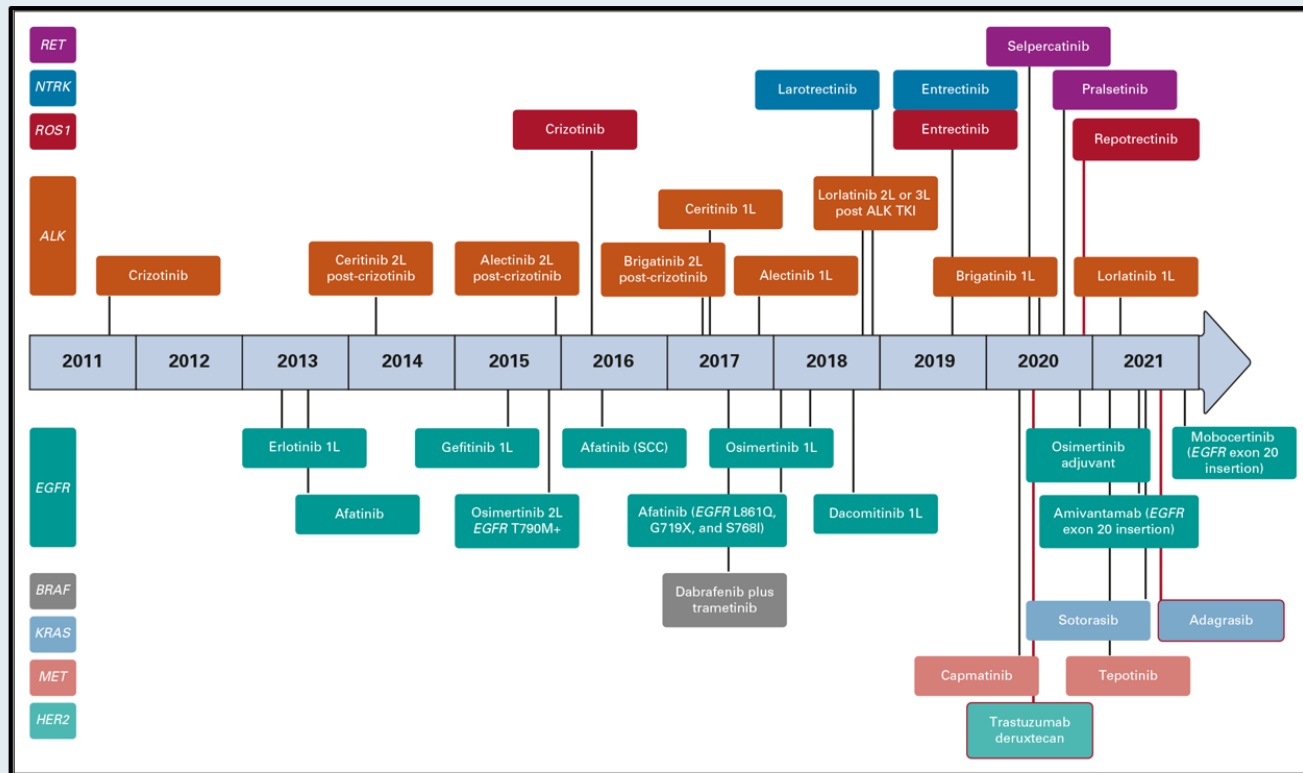 RET
Selpercatinib
NTRK
Larotrectinib
Entrectinib
Pralsetinib
ROS1
Crizotinib
Entrectinib
Repotrectinib
ALK
Crizotinib
Ceritinib 2L
post-crizotinib
Alectinib 2L
post-crizotinib
Brigatinib 2L
post-crizotinib
Ceritinib 1L
Alectinib 1L
Lorlatinib 2L or 3L
post ALK TKI
Brigatinib 1L
Lorlatinib 1L
2011
2012
2013
2014
2015
2016
2017
2018
2019
2020
2021
EGFR
Erlotinib 1L
Afatinib
Gefitinib 1L
Osimertinib 2L
EGFR T790M+
Afatinib (SCC)
Osimertinib 1L
Afatinib (EGFR L861Q,
G719X, and S768I)
Dacomitinib 1L
Osimertinib
adjuvant
Amivantamab (EGFR
exon 20 insertion)
Mobocertinib
(EGFR exon 20
insertion)
BRAF
Dabrafenib plus
trametinib
KRAS
Sotorasib
Adagrasib
MET
Capmatinib
Tepotinib
HER2
Trastuzumab
deruxtecan